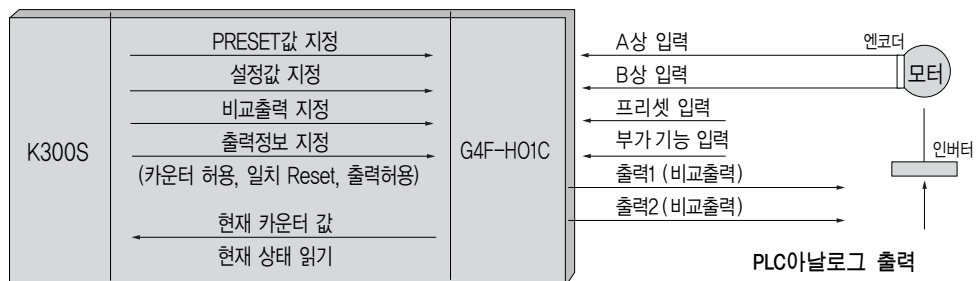 K300S
PRESET값 지정
설정값 지정
비교출력 지정
출력정보 지정
(카운터 허용, 일치 Reset, 출력허용)
현재 카운터 값
현재 상태 읽기
G4F-HO1C
A상 입력
B상 입력
프리셋 입력
부가 기능 입력
출력1 (비교출력)
출력2 (비교출력)
엔코더
모터
인버터
PLC아날로그 출력